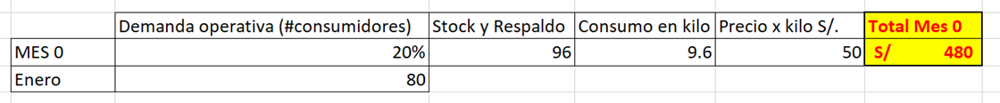 Demanda operativa (#consumidores) Stock y Respaldo Consumo en kilo Precio x kilo S/. Total Mes 0
MES 0 20% 96 9.6 50 S/ 480
Enero 80